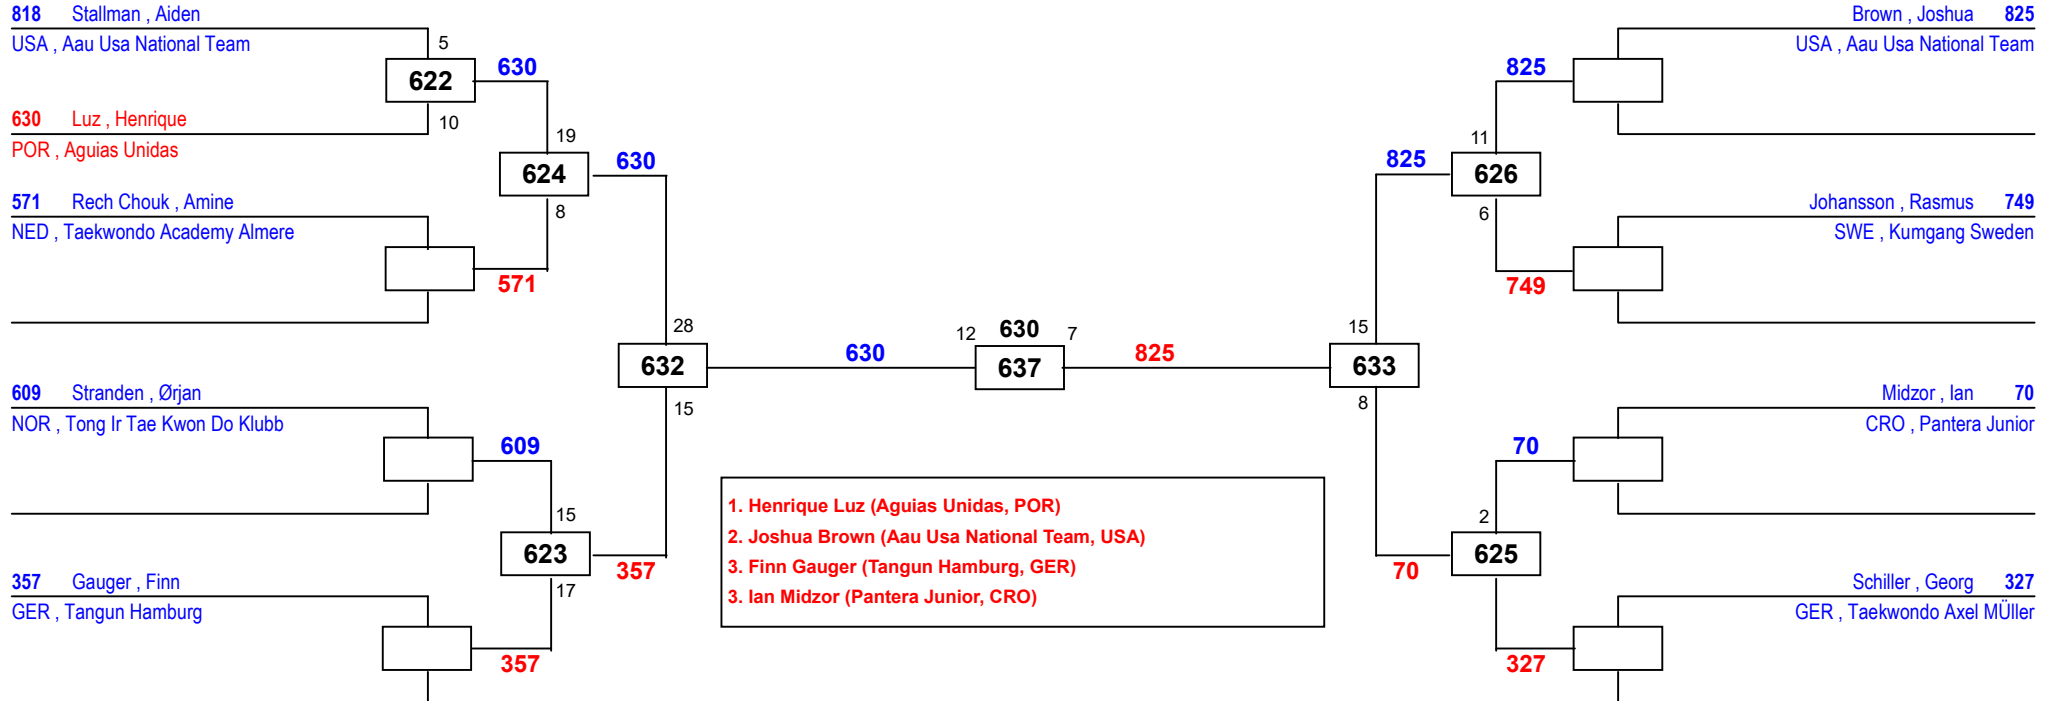 818 Stallman , Aiden
USA , Aau Usa National Team
5
622
630
630 Luz , Henrique
10
POR , Aguias Unidas
19
624
630
571 Rech Chouk , Amine
8
NED , Taekwondo Academy Almere
571
28
632
630
15
609 Stranden , Ørjan
NOR , Tong Ir Tae Kwon Do Klubb
609
15
623
357
357 Gauger , Finn
17
GER , Tangun Hamburg
357
12 630 7
637
825
1. Henrique Luz (Aguias Unidas, POR)
2. Joshua Brown (Aau Usa National Team, USA)
3. Finn Gauger (Tangun Hamburg, GER)
3. Ian Midzor (Pantera Junior, CRO)
Brown , Joshua 825
USA , Aau Usa National Team
825
11
825
626
6
Johansson , Rasmus 749
SWE , Kumgang Sweden
749
15
633
8
Midzor , Ian 70
CRO , Pantera Junior
70
2
625
70
Schiller , Georg 327
GER , Taekwondo Axel MÜller
327